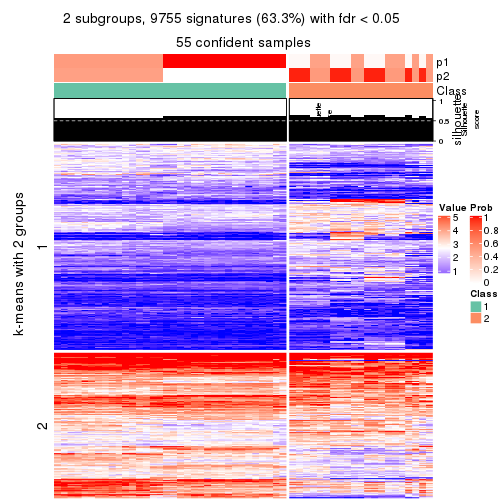 2 subgroups, 9755 signatures (63.3%) with fdr < 0.05
55 confident samples
p1
p2
Class
1
0.5
0
silhouette
Silhouette
score
k-means with 2 groups
1
2
Value
5
4
3
2
1
Prob
1
0.8
0.6
0.4
0.2
0
Class
1
2